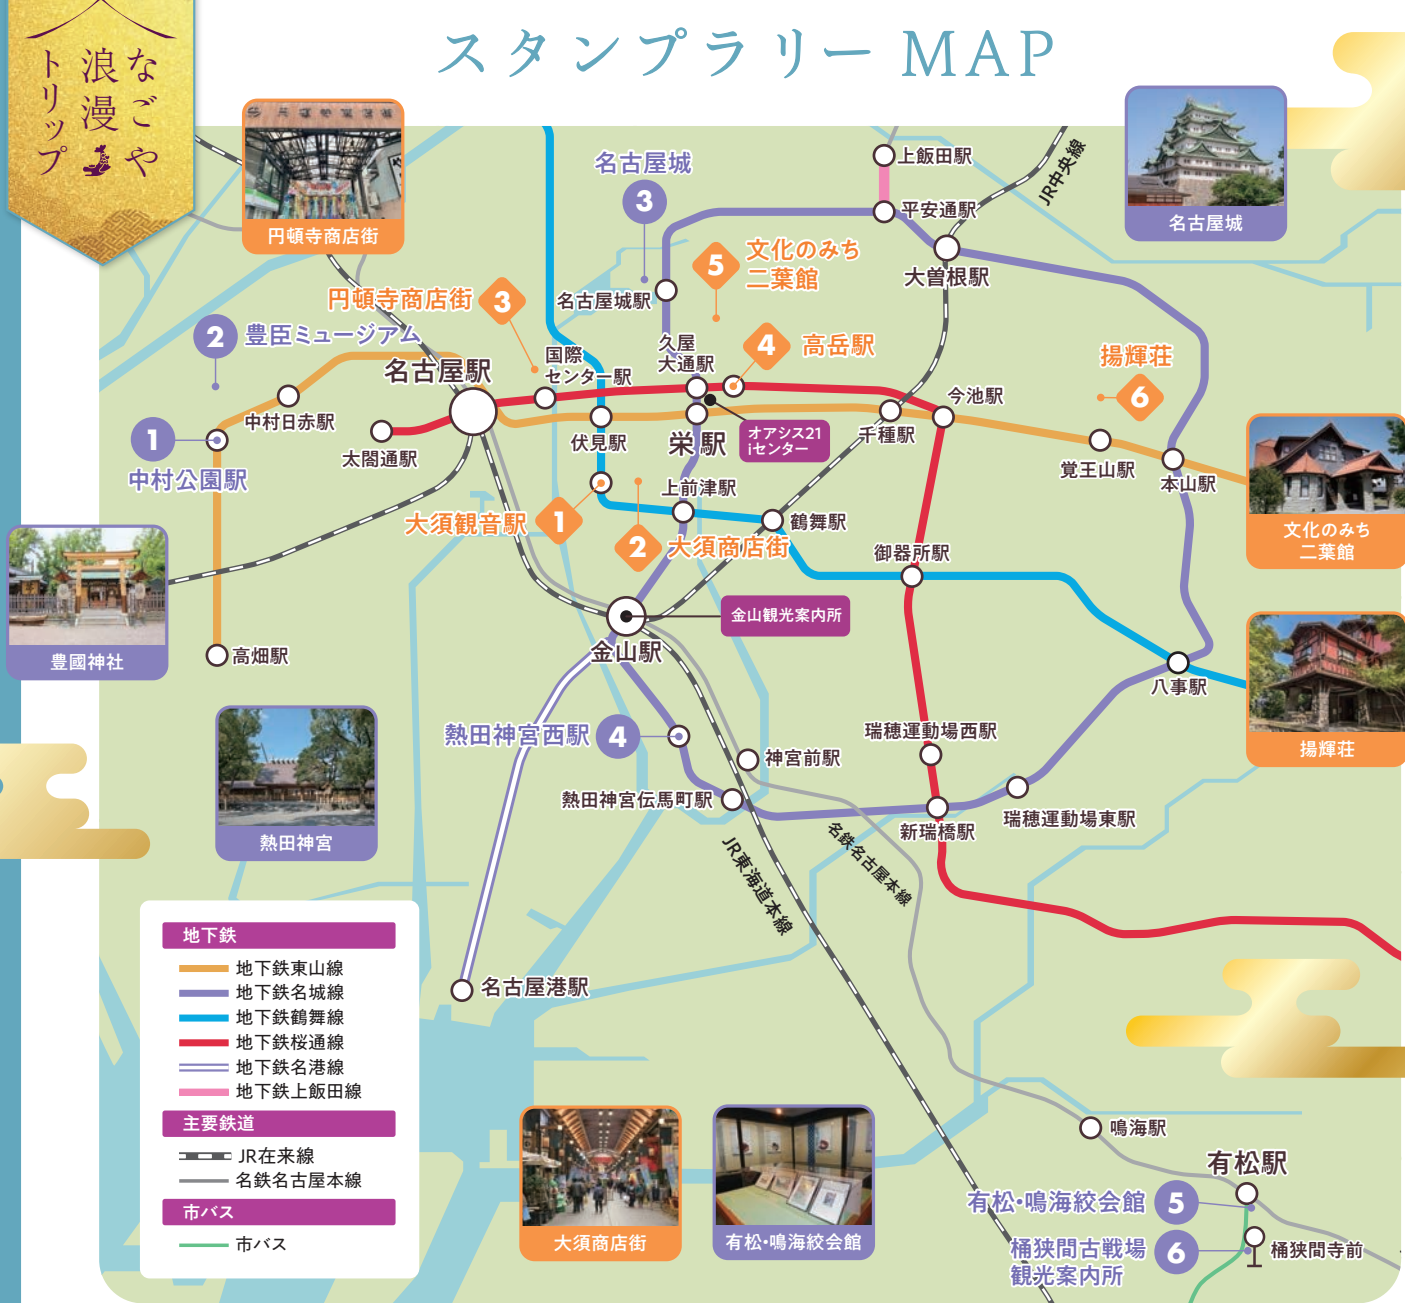 スタンプラリー MAP
なごや
浪漫
トリップ
円頓寺商店街
名古屋城
3
上飯田駅
JR中央線
名古屋城
平安通駅
5
文化のみち
二葉館
大曽根駅
円頓寺商店街
3
名古屋城駅
2
豊臣ミュージアム
久屋
大通駅
4
高岳駅
国際
センター駅
名古屋駅
揚輝荘
6
今池駅
中村日赤駅
太閤通駅
伏見駅
栄駅
オアシス21
iセンター
千種駅
覚王山駅
本山駅
1
中村公園駅
上前津駅
大須観音駅
1
2
大須商店街
鶴舞駅
文化のみち
二葉館
御器所駅
豊國神社
高畑駅
金山観光案内所
金山駅
八事駅
熱田神宮西駅
4
瑞穂運動場西駅
揚輝荘
神宮前駅
熱田神宮伝馬町駅
熱田神宮
新瑞橋駅
瑞穂運動場東駅
JR東海道本線
名鉄名古屋本線
名古屋港駅
地下鉄
地下鉄東山線
地下鉄名城線
地下鉄鶴舞線
地下鉄桜通線
地下鉄名港線
地下鉄上飯田線
主要鉄道
JR在来線
名鉄名古屋本線
市バス
市バス
大須商店街
有松・鳴海絞会館
鳴海駅
有松駅
有松・鳴海絞会館
5
桶狭間古戦場
観光案内所
6
桶狭間寺前